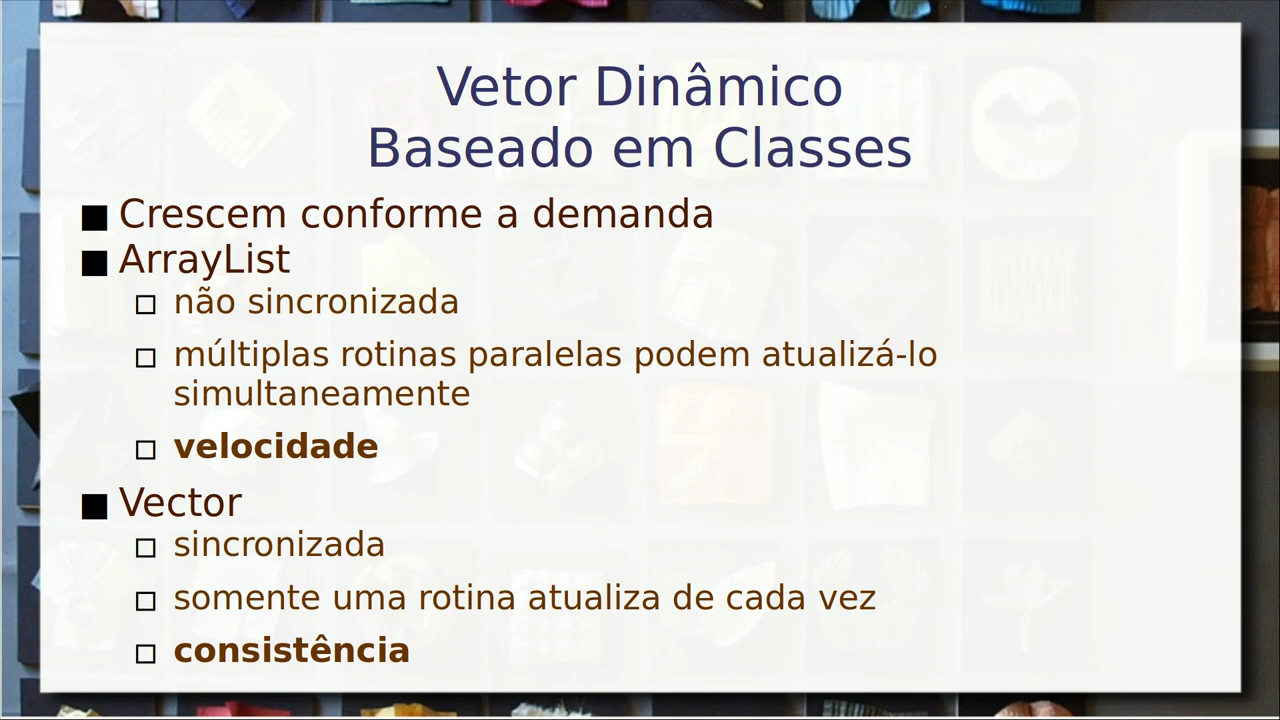 Vetor Dinâmico
Baseado em Classes
Crescem conforme a demanda
ArrayList
não sincronizada
múltiplas rotinas paralelas podem atualizá-lo
simultaneamente
velocidade
Vector
sincronizada
somente uma rotina atualiza de cada vez
consistência